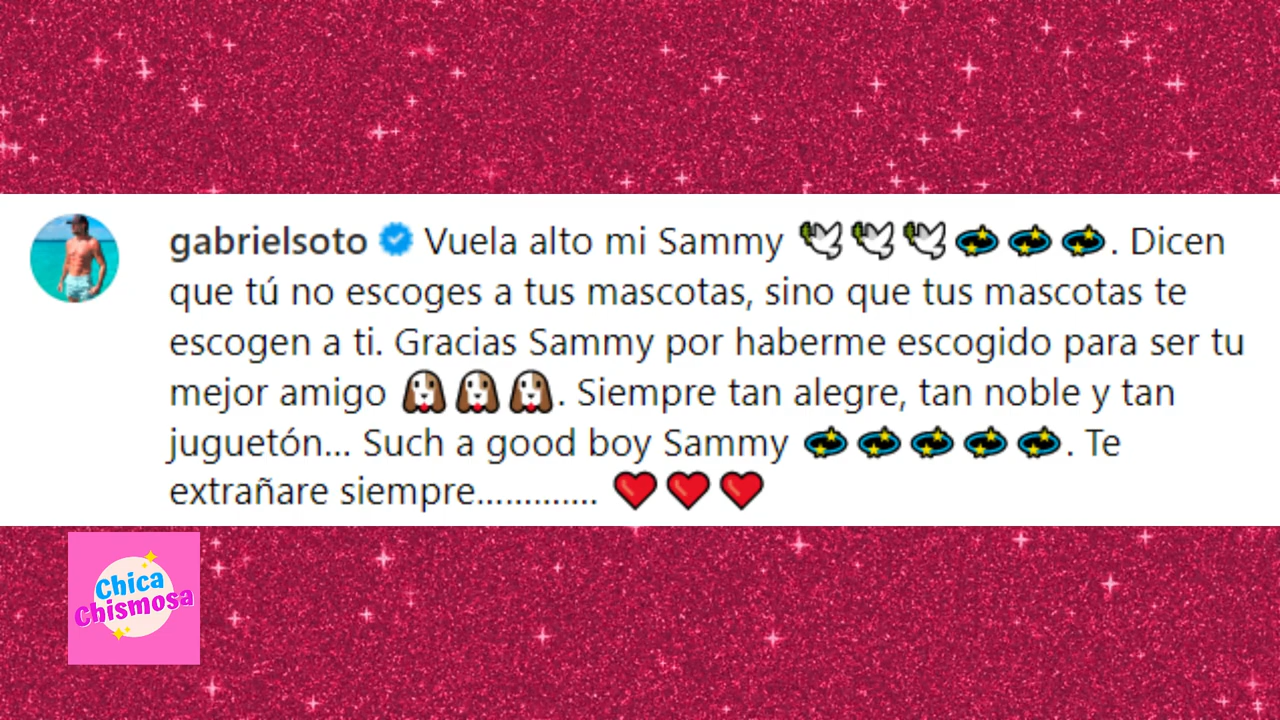 gabrielsoto Vuela alto mi Sammy 🕊️🕊️🕊️💫💫💫. Dicen
que tú no escoges a tus mascotas, sino que tus mascotas te
escogen a ti. Gracias Sammy por haberme escogido para ser tu
mejor amigo 🐶🐶🐶. Siempre tan alegre, tan noble y tan
juguetón... Such a good boy Sammy 💫💫💫💫💫. Te
extrañare siempre............. ❤️❤️❤️
Chica
Chismosa